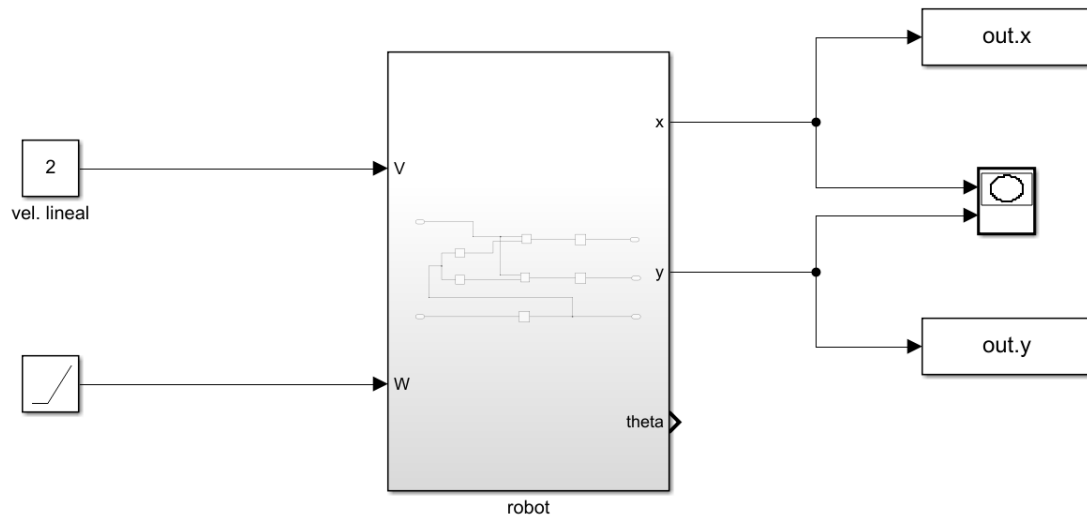 out.x
x
2
V
vel. lineal
y
out.y
W
theta
robot